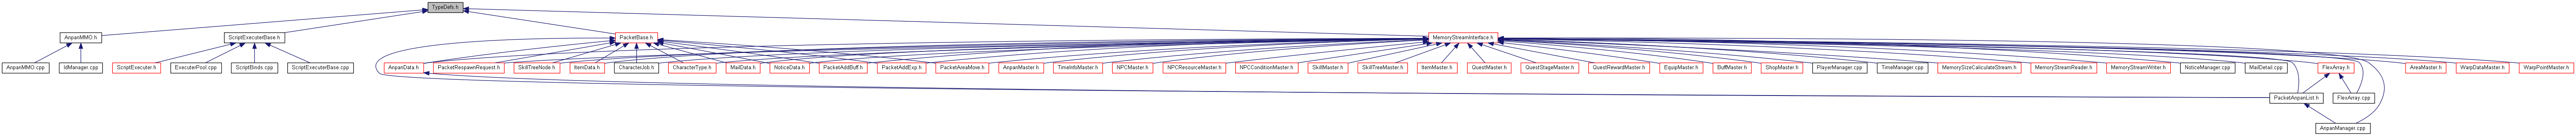 TypeDefs.h
AnpanMMO.h
ScriptExecuterBase.h
PacketBase.h
MemoryStreamInterface.h
AnpanMMO.cpp
IdManager.cpp
ScriptExecuter.h
ExecuterPool.cpp
ScriptBinds.cpp
ScriptExecuterBase.cpp
AnpanData.h
PacketRespawnRequest.h
SkillTreeNode.h
ItemData.h
CharacterJob.h
CharacterType.h
MailData.h
NoticeData.h
PacketAddBuff.h
PacketAddExp.h
PacketAreaMove.h
AnpanMaster.h
TimeInfoMaster.h
NPCMaster.h
NPCResourceMaster.h
NPCConditionMaster.h
SkillMaster.h
SkillTreeMaster.h
ItemMaster.h
QuestMaster.h
QuestStageMaster.h
QuestRewardMaster.h
EquipMaster.h
BuffMaster.h
ShopMaster.h
PlayerManager.cpp
TimeManager.cpp
MemorySizeCaliculateStream.h
MemoryStreamReader.h
MemoryStreamWriter.h
NoticeManager.cpp
MailDetail.cpp
FlexArray.h
AreaMaster.h
WarpDataMaster.h
WarpPointMaster.h
PacketAnpanList.h
FlexArray.cpp
AnpanManager.cpp